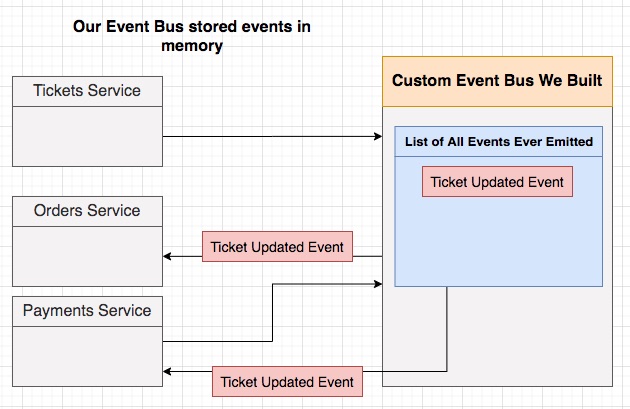 Our Event Bus stored events in
memory
Custom Event Bus We Built
Tickets Service
List of All Events Ever Emitted
Ticket Updated Event
Orders Service
Ticket Updated Event
Payments Service
Ticket Updated Event